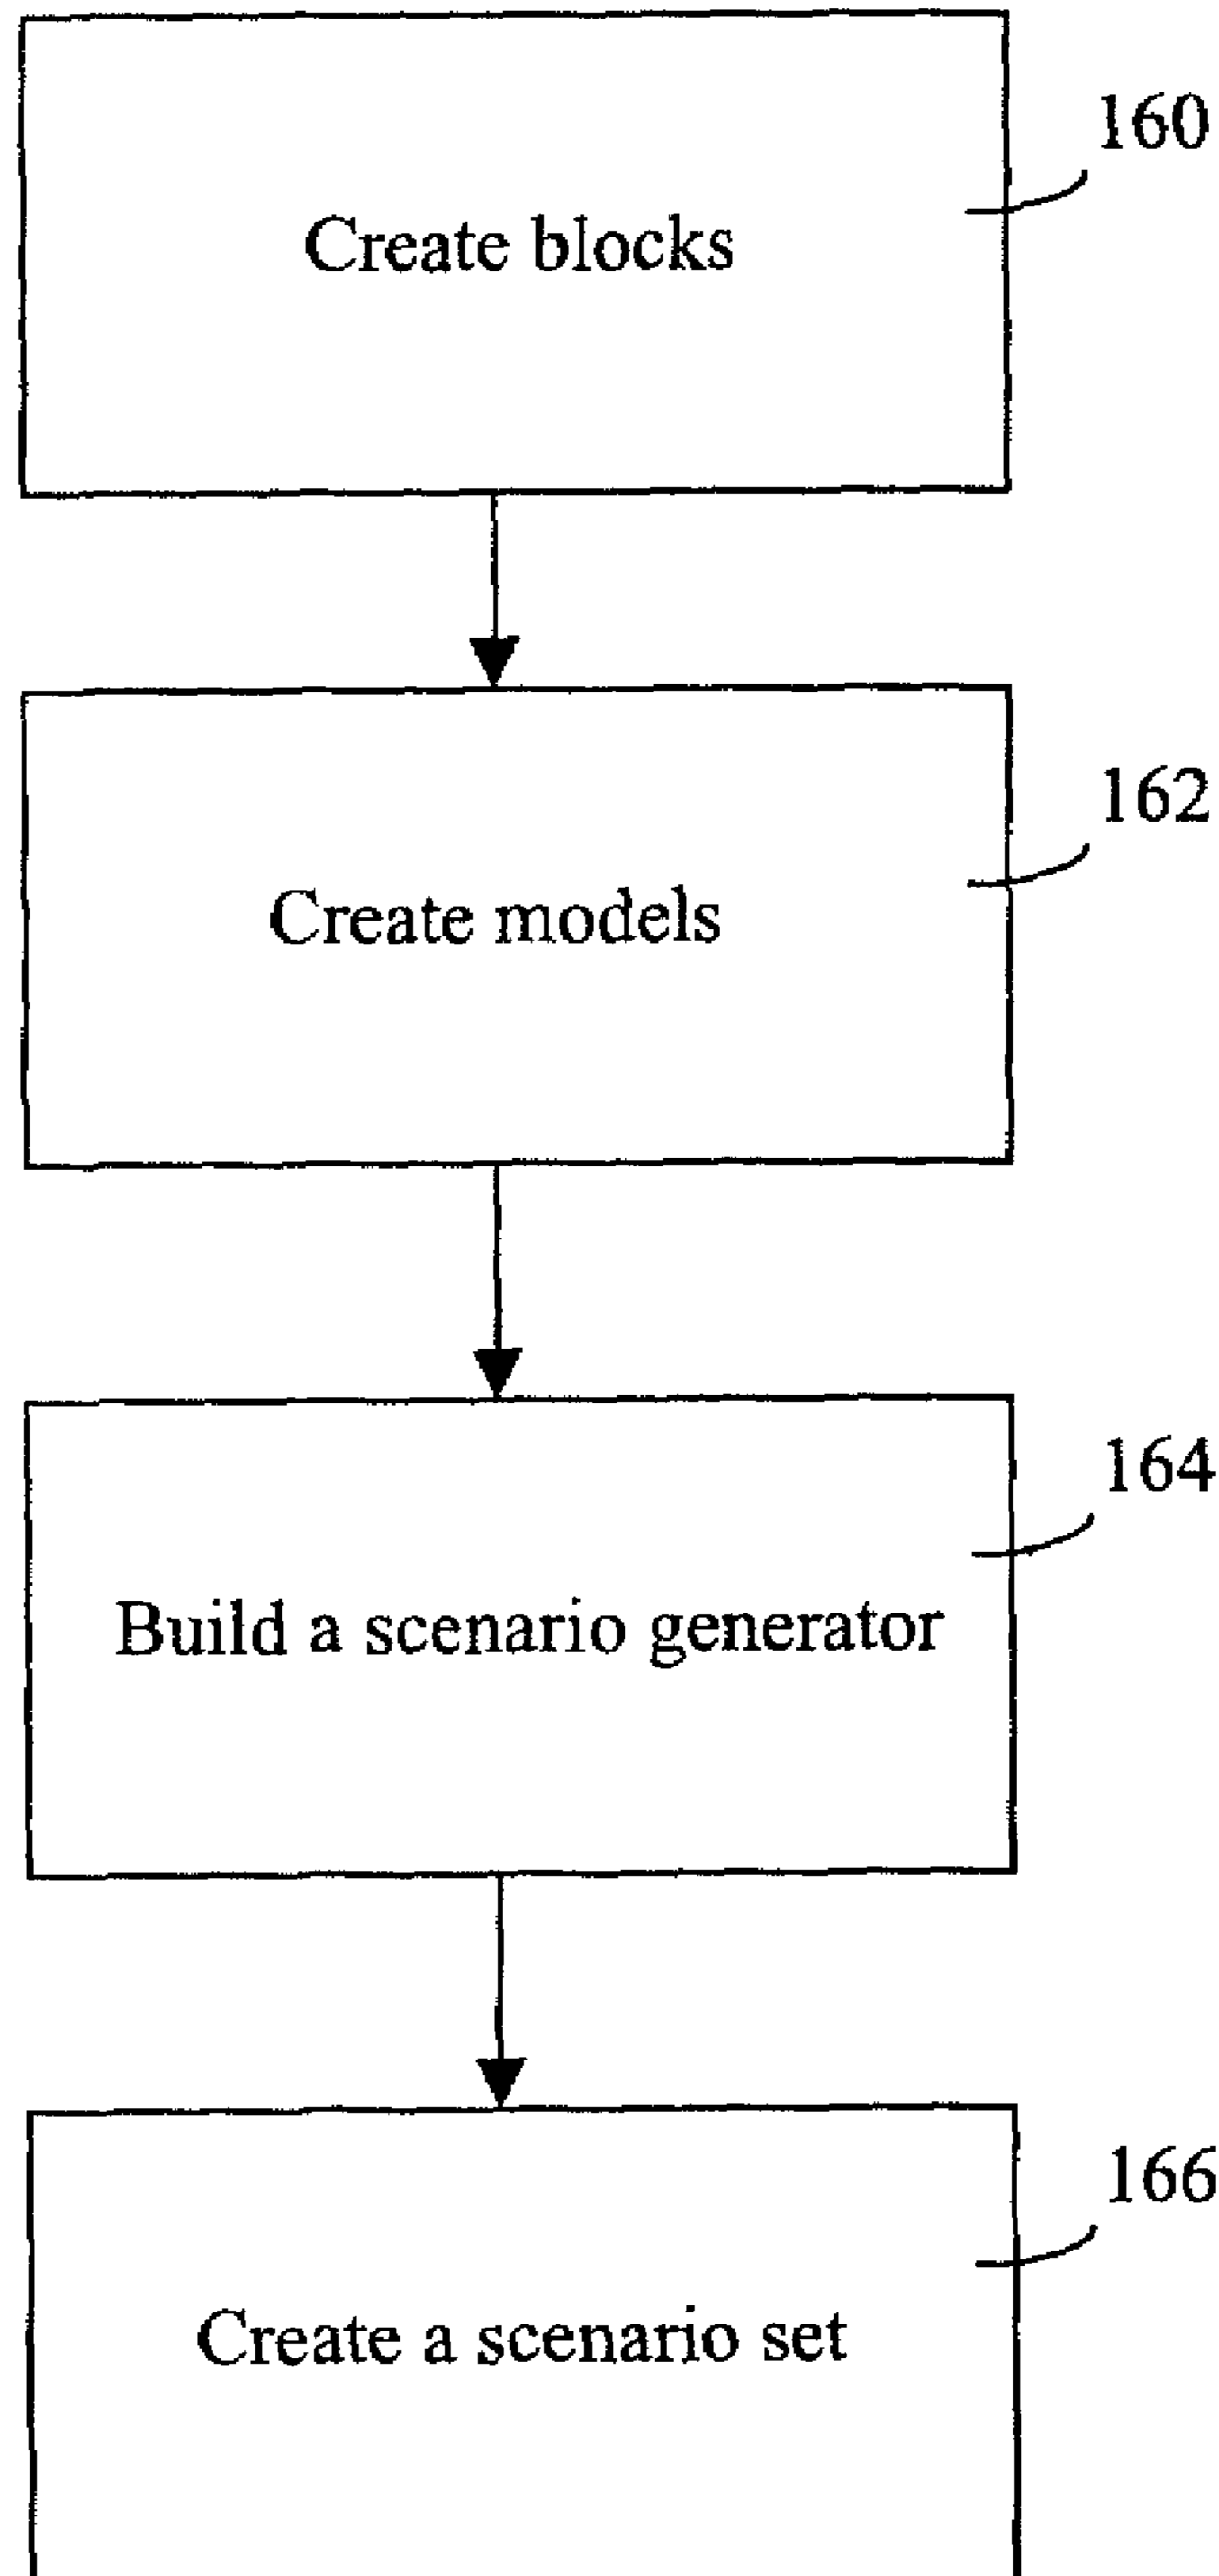 160
Create blocks
162
Create models
164
Build a scenario generator
166
Create a scenario set